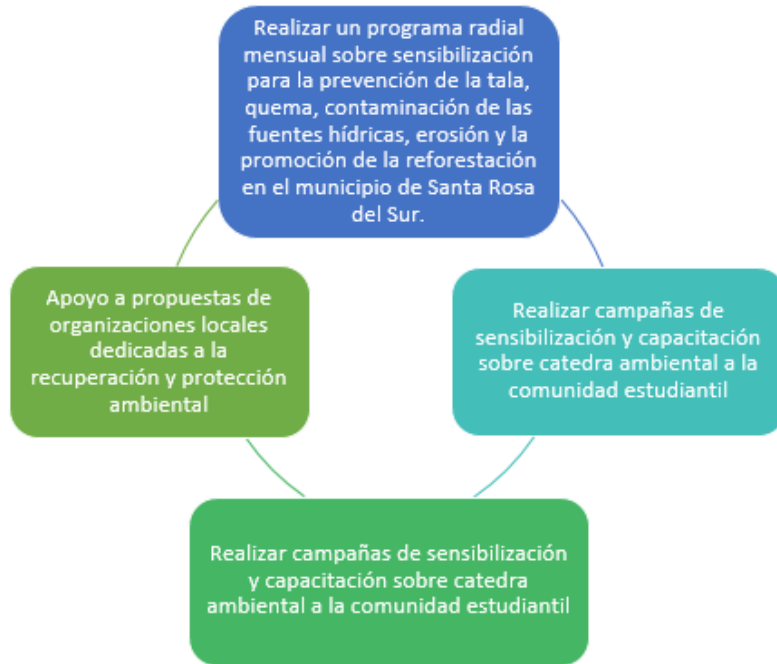 Realizar un programa radial
mensual sobre sensibilización
para la prevención de la tala,
quema, contaminación de las
fuentes hídricas, erosión y la
promoción de la reforestación
en el municipio de Santa Rosa
del Sur.
Realizar campañas de
sensibilización y capacitación
sobre catedra ambiental a la
comunidad estudiantil
Realizar campañas de sensibilización
y capacitación sobre catedra
ambiental a la comunidad estudiantil
Apoyo a propuestas de
organizaciones locales
dedicadas a la
recuperación y protección
ambiental